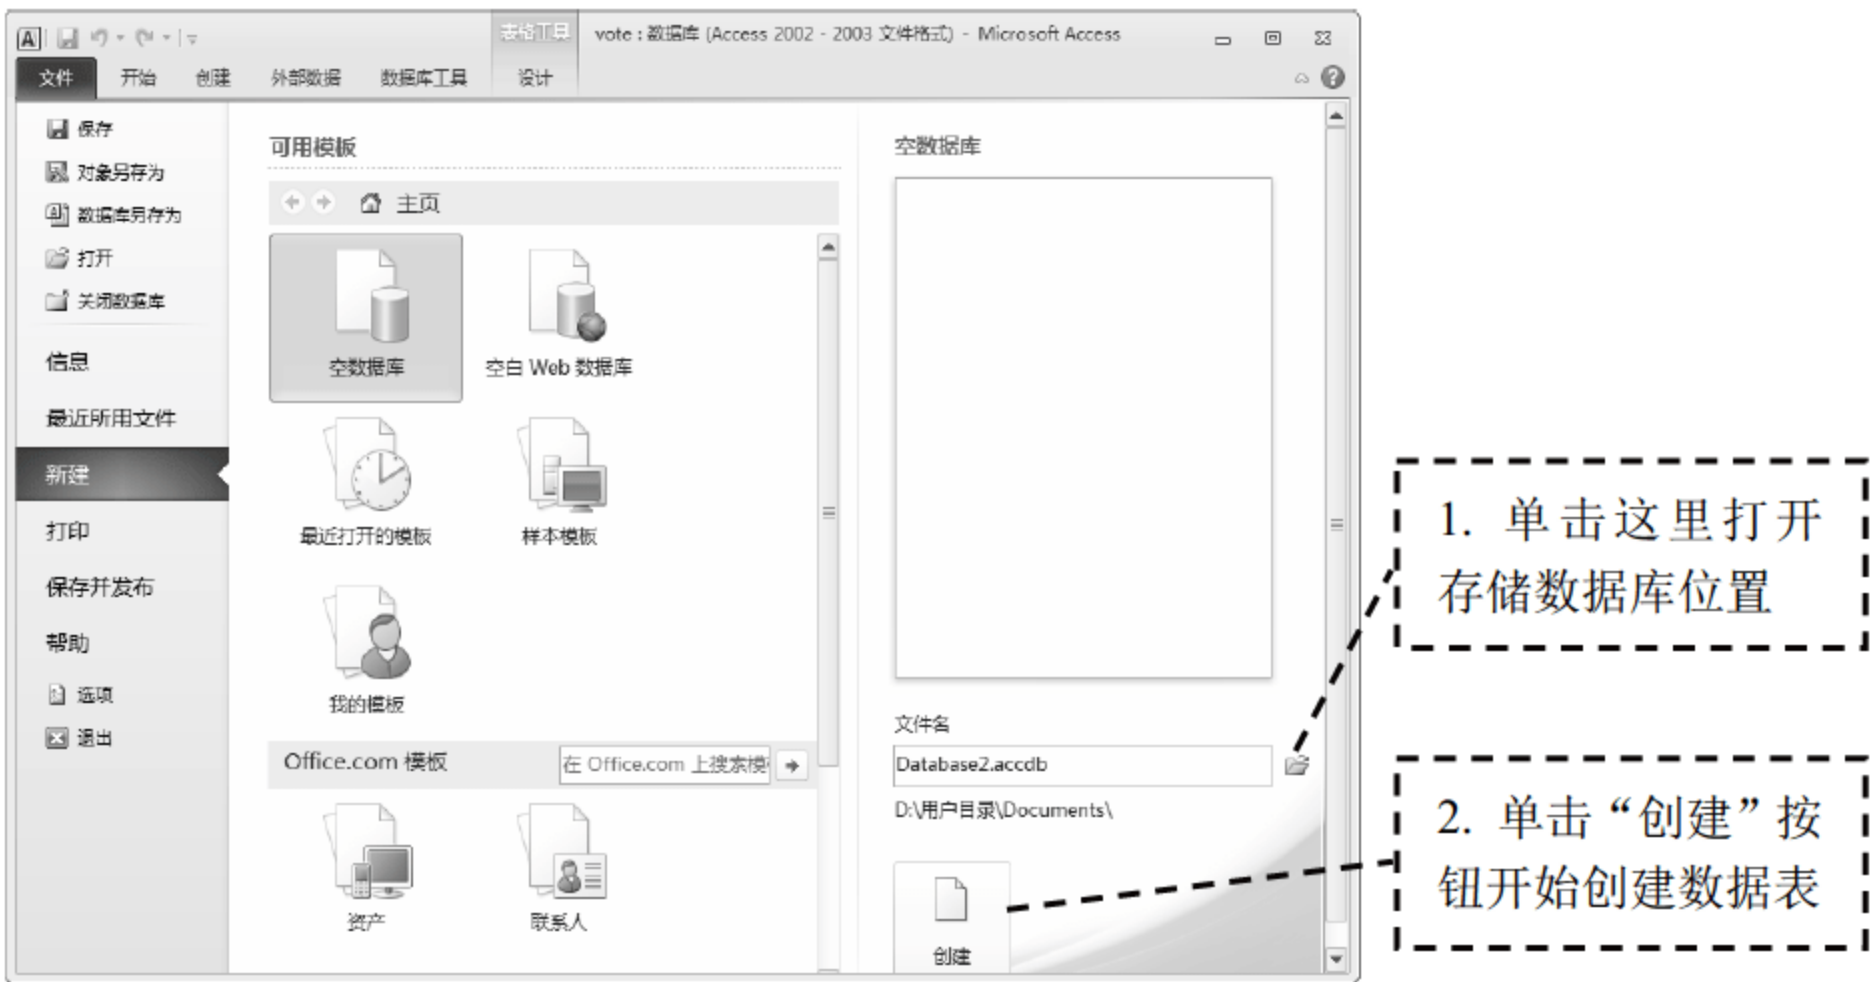 表格工具
vote : 数据库 (Access 2002 - 2003 文件格式) - Microsoft Access
文件 开始 创建 外部数据 数据库工具 设计
保存
对象另存为
数据库另存为
打开
关闭数据库
信息
最近所用文件
新建
打印
保存并发布
帮助
选项
退出
可用模板
主页
空数据库
空白 Web 数据库
最近打开的模板
样本模板
我的模板
Office.com 模板
在 Office.com 上搜索模
资产
联系人
空数据库
文件名
Database2.accdb
D:\用户目录\Documents\
创建
1. 单击这里打开
存储数据库位置
2. 单击“创建”按
钮开始创建数据表